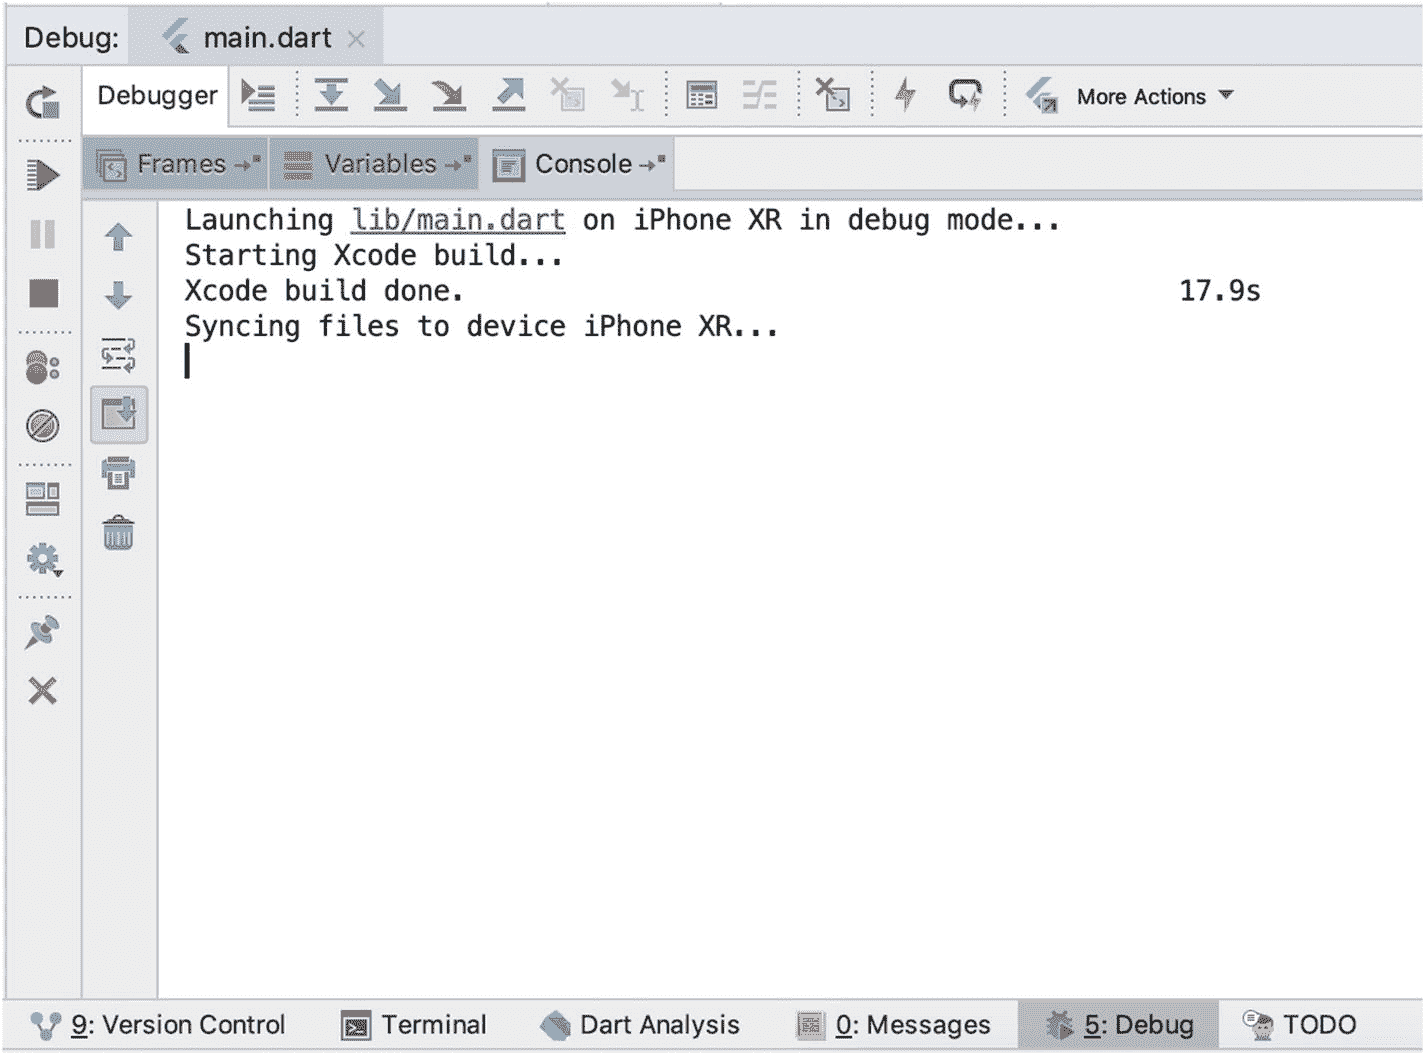 Debug: main.dart
Debugger More Actions
Frames Variables Console
Launching lib/main.dart on iPhone XR in debug mode...
Starting Xcode build...
Xcode build done. 17.9s
Syncing files to device iPhone XR...
9: Version Control Terminal Dart Analysis 0: Messages 5: Debug TODO